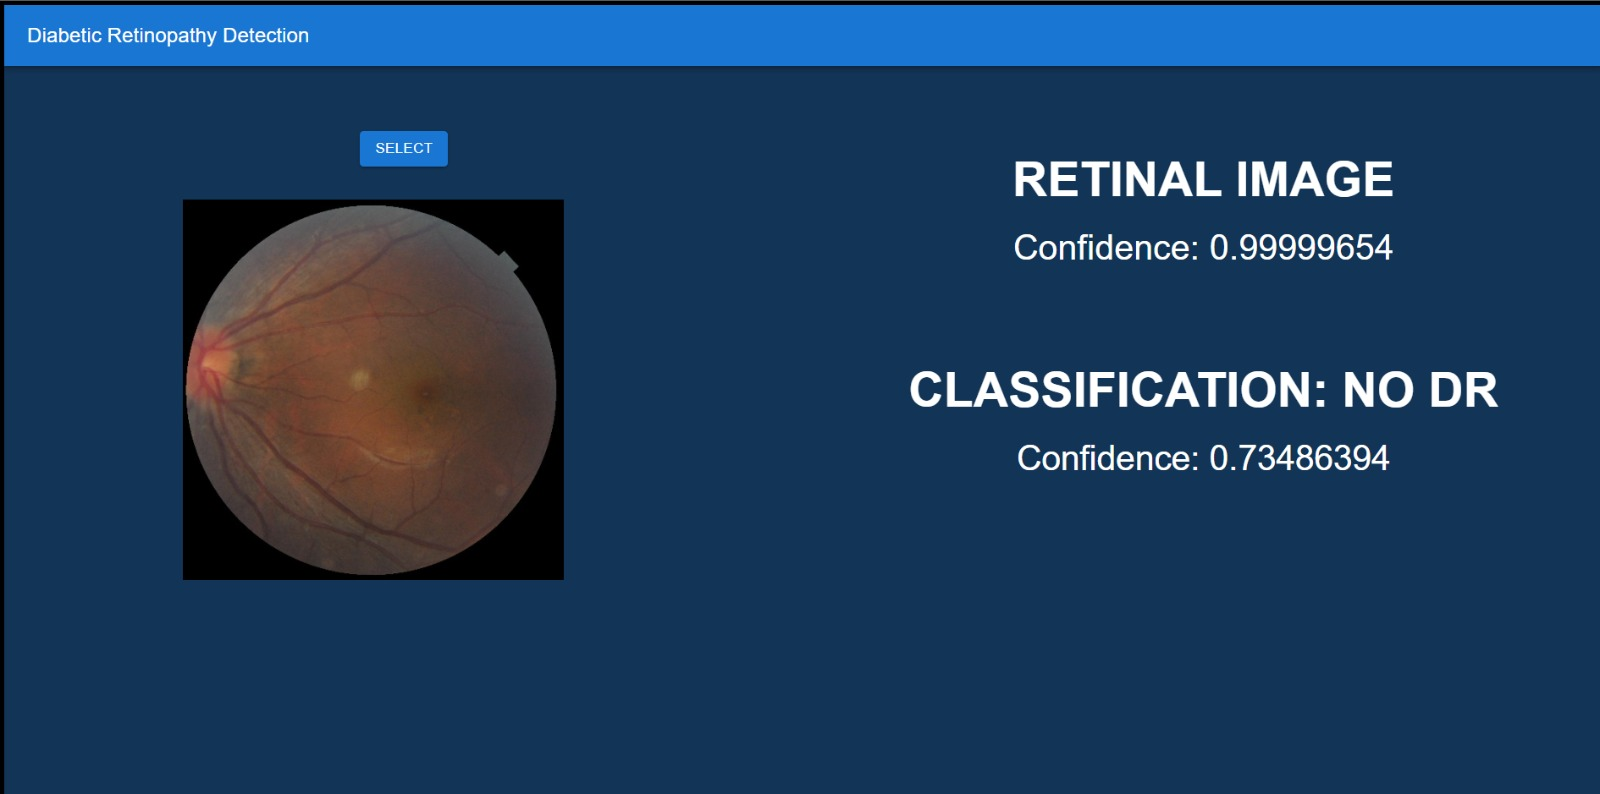 Diabetic Retinopathy Detection
SELECT
RETINAL IMAGE
Confidence: 0.99999654
CLASSIFICATION: NO DR
Confidence: 0.73486394